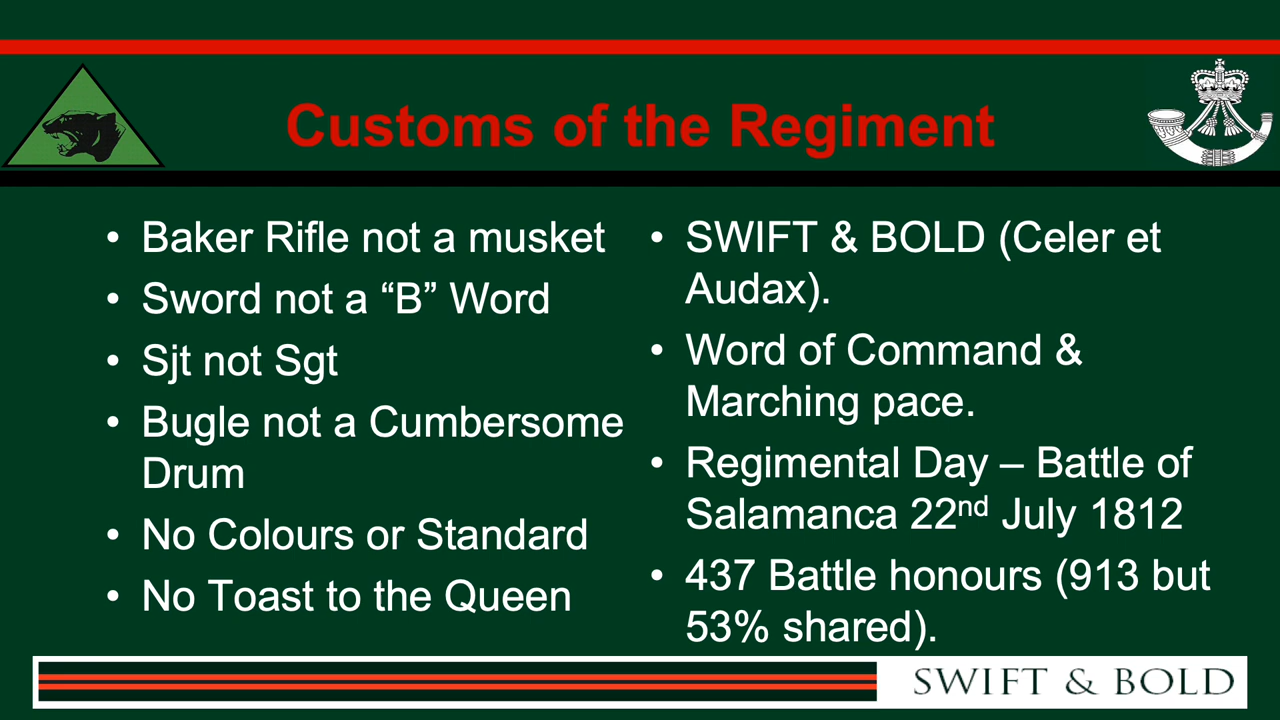 Customs of the Regiment
• Baker Rifle not a musket
• Sword not a “B” Word
• Sjt not Sgt
• Bugle not a Cumbersome
Drum
• No Colours or Standard
• No Toast to the Queen
• SWIFT & BOLD (Celer et
Audax).
• Word of Command &
Marching pace.
• Regimental Day – Battle of
Salamanca 22nd July 1812
• 437 Battle honours (913 but
53% shared).
SWIFT & BOLD